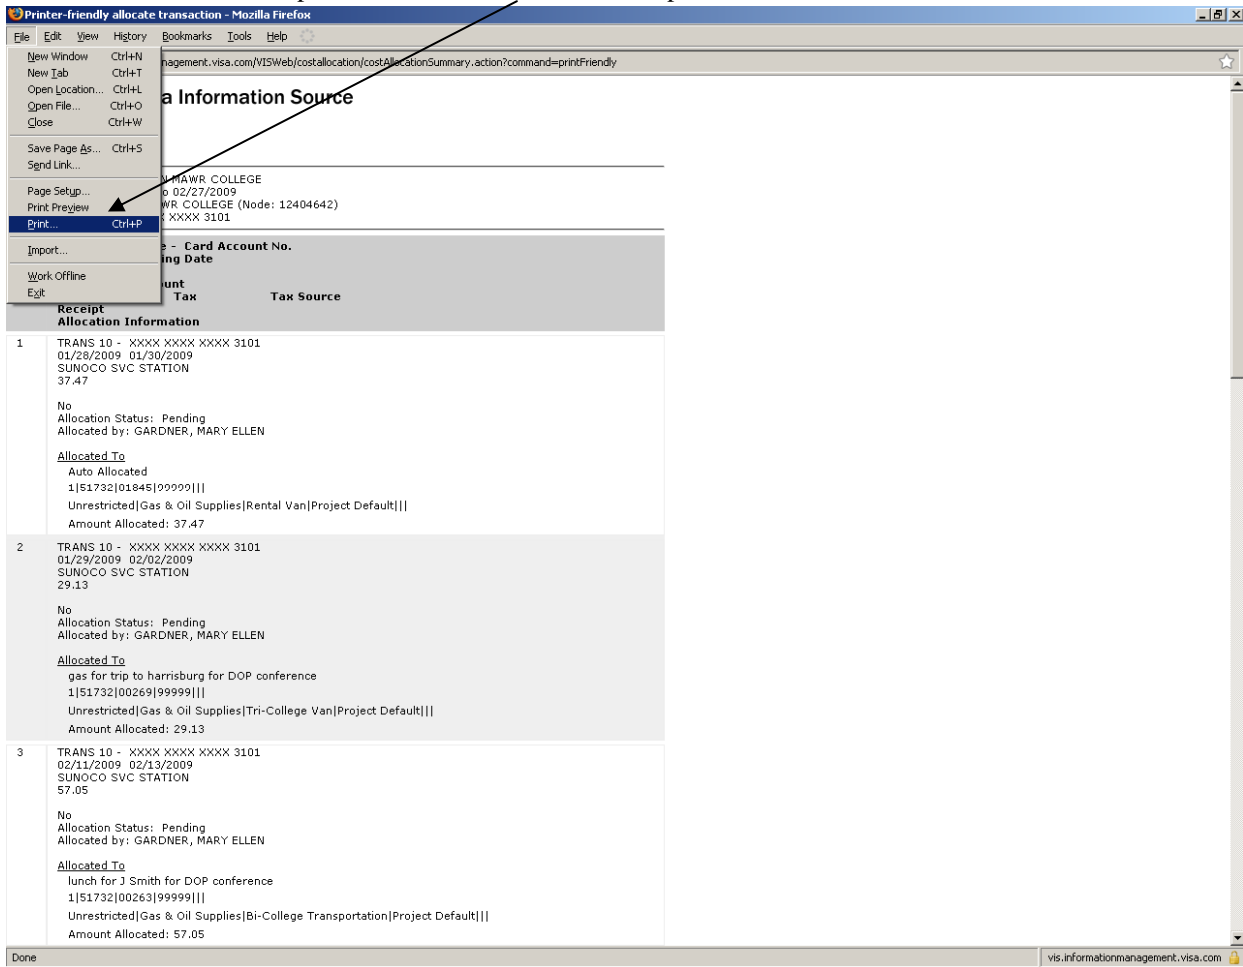 Printer-friendly allocate transaction - Mozilla Firefox
File Edit View History Bookmarks Tools Help
nagement.visa.com/VISWeb/costallocation/costAllocationSummary.action?command=printFriendly
New Window Ctrl+N
New Tab Ctrl+T
Open Location... Ctrl+L
Open File... Ctrl+O
Close Ctrl+W
Save Page As... Ctrl+S
Send Link...
Page Setup...
Print Preview
Print... Ctrl+P
Import...
Work Offline
Exit
a Information Source
MAWR COLLEGE
02/27/2009
WR COLLEGE (Node: 12404642)
XXXX 3101
e - Card Account No.
ing Date
unt
Tax Tax Source
Receipt
Allocation Information
1 TRANS 10 - XXXX XXXX XXXX 3101
01/28/2009 01/30/2009
SUNOCO SVC STATION
37.47
No
Allocation Status: Pending
Allocated by: GARDNER, MARY ELLEN
Allocated To
Auto Allocated
1|51732|01845|99999|||
Unrestricted|Gas & Oil Supplies|Rental Van|Project Default|||
Amount Allocated: 37.47
2 TRANS 10 - XXXX XXXX XXXX 3101
01/29/2009 02/02/2009
SUNOCO SVC STATION
29.13
No
Allocation Status: Pending
Allocated by: GARDNER, MARY ELLEN
Allocated To
gas for trip to harrisburg for DOP conference
1|51732|00269|99999|||
Unrestricted|Gas & Oil Supplies|Tri-College Van|Project Default|||
Amount Allocated: 29.13
3 TRANS 10 - XXXX XXXX XXXX 3101
02/11/2009 02/13/2009
SUNOCO SVC STATION
57.05
No
Allocation Status: Pending
Allocated by: GARDNER, MARY ELLEN
Allocated To
lunch for J Smith for DOP conference
1|51732|00263|99999|||
Unrestricted|Gas & Oil Supplies|Bi-College Transportation|Project Default|||
Amount Allocated: 57.05
Done vis.informationmanagement.visa.com